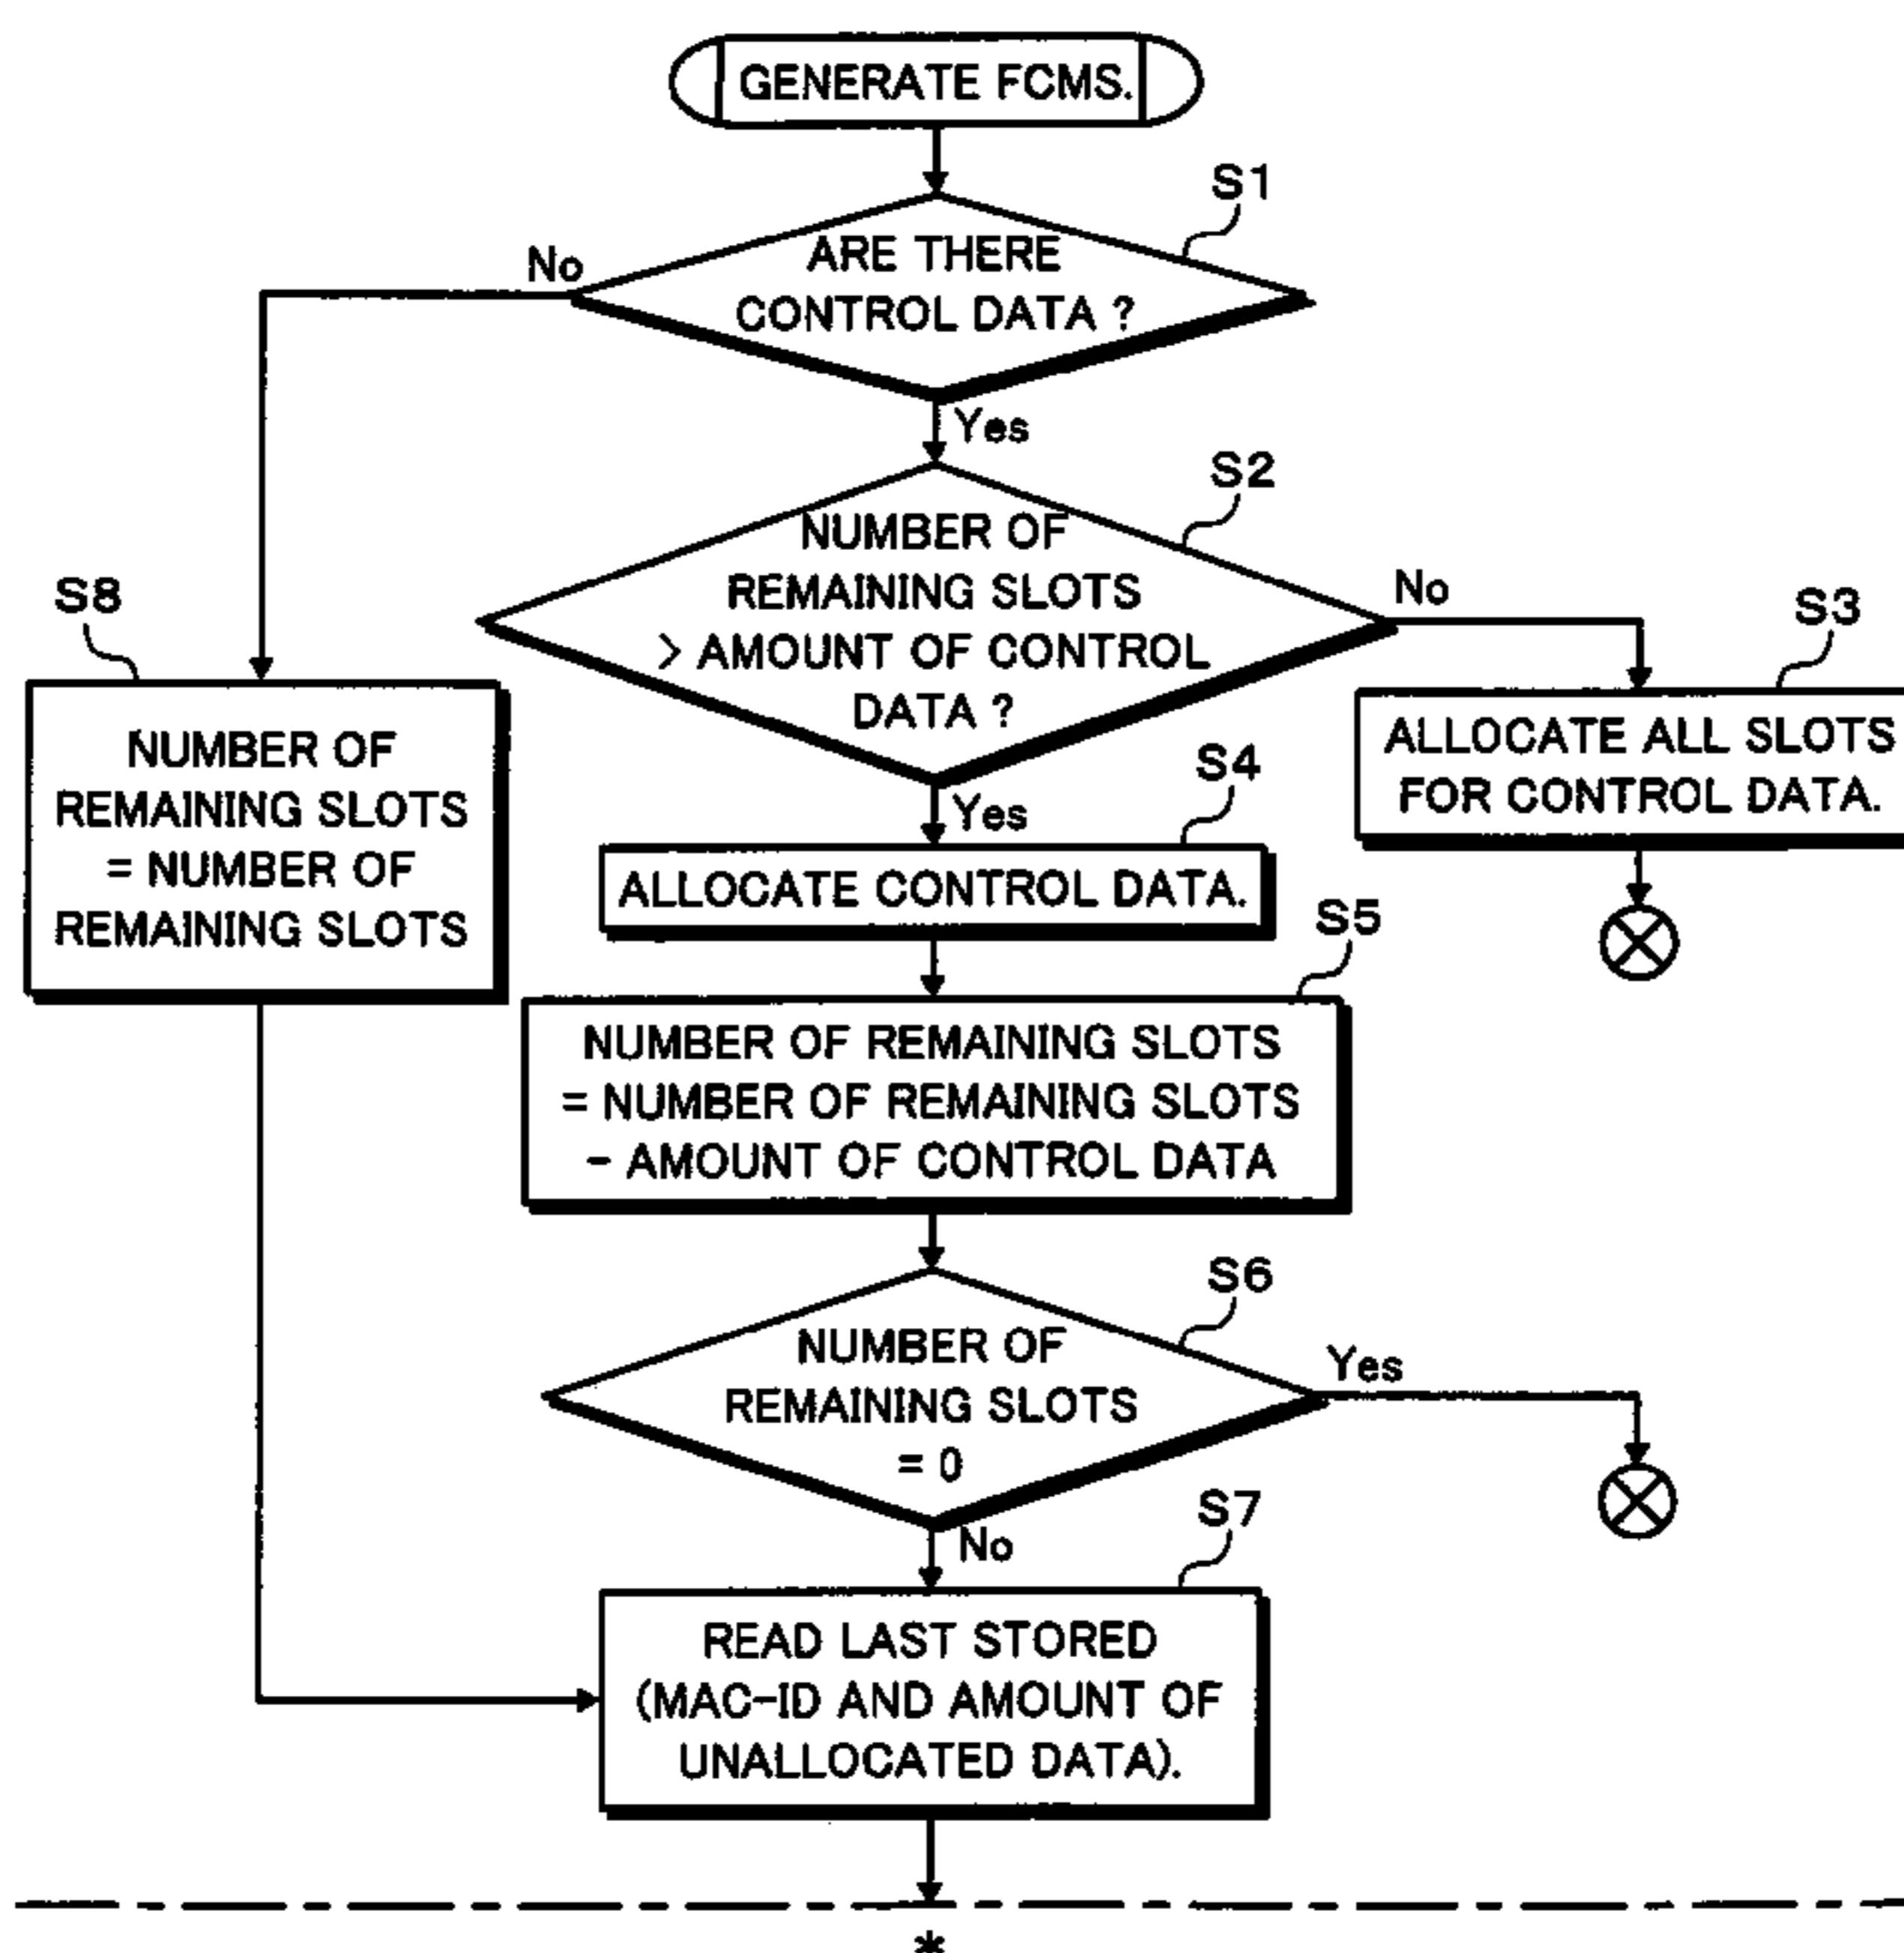 GENERATE FCMS.
S1
ARE THERE
CONTROL DATA ?
No
Yes
S2
NUMBER OF
REMAINING SLOTS
> AMOUNT OF CONTROL
DATA ?
No
S3
ALLOCATE ALL SLOTS
FOR CONTROL DATA.
S8
NUMBER OF
REMAINING SLOTS
= NUMBER OF
REMAINING SLOTS
Yes
S4
ALLOCATE CONTROL DATA.
S5
NUMBER OF REMAINING SLOTS
= NUMBER OF REMAINING SLOTS
- AMOUNT OF CONTROL DATA
S6
NUMBER OF
REMAINING SLOTS
= 0
Yes
No
S7
READ LAST STORED
(MAC-ID AND AMOUNT OF
UNALLOCATED DATA).
*